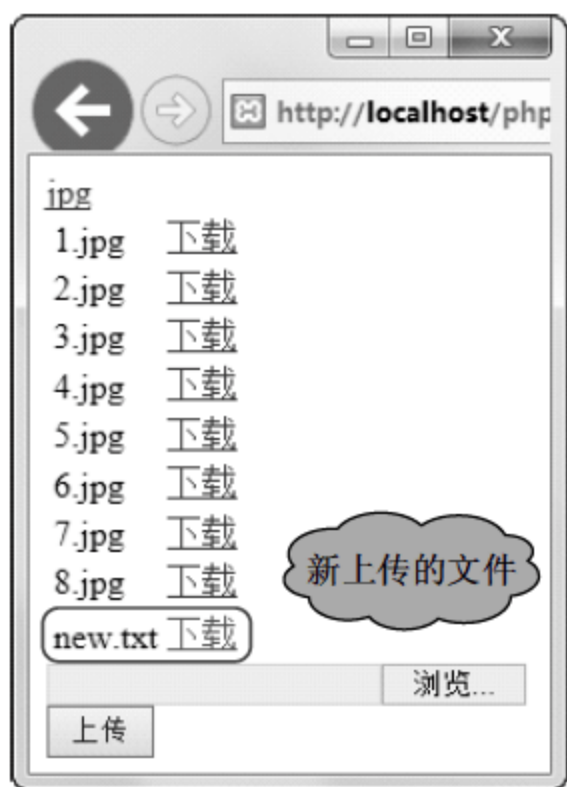 http://localhost/php
jpg
1.jpg 下载
2.jpg 下载
3.jpg 下载
4.jpg 下载
5.jpg 下载
6.jpg 下载
7.jpg 下载
8.jpg 下载
新上传的文件
new.txt 下载
浏览...
上传